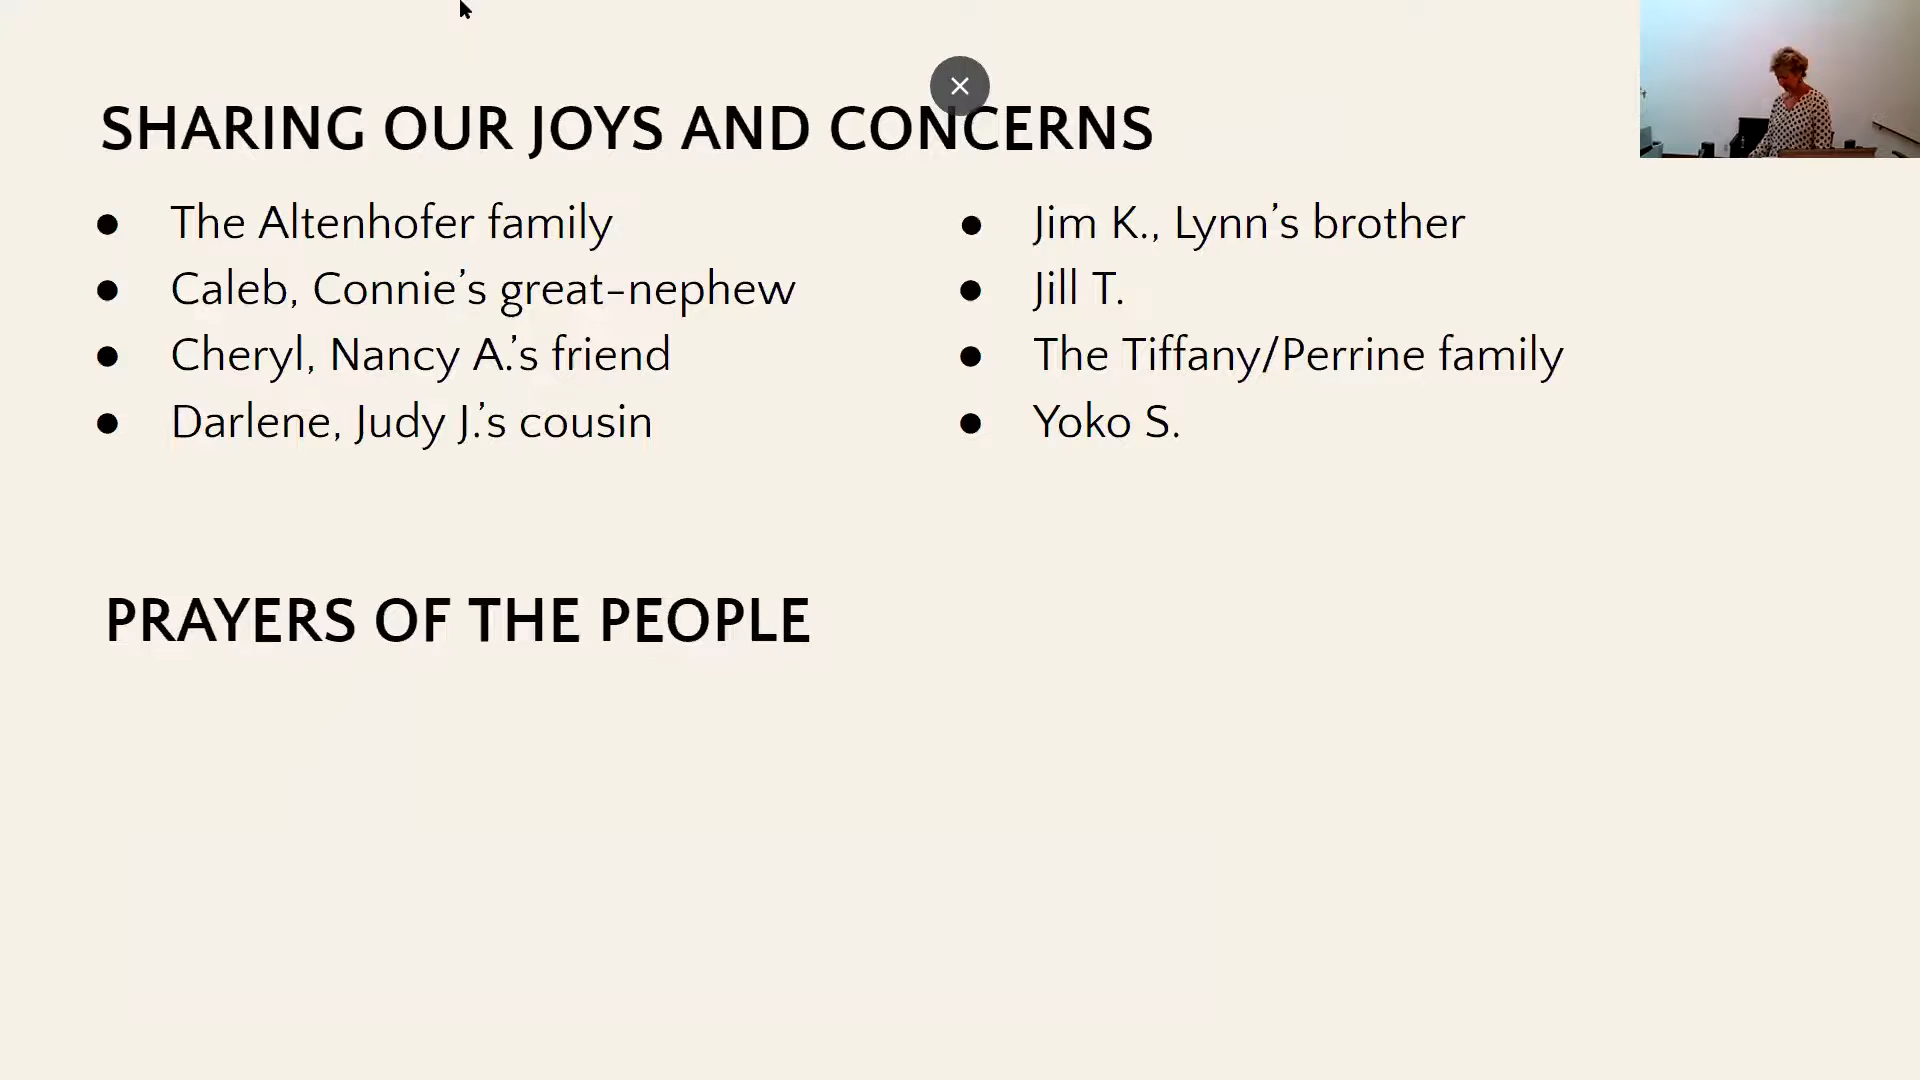 SHARING OUR JOYS AND CONCERNS
● The Altenhofer family
● Caleb, Connie’s great-nephew
● Cheryl, Nancy A.’s friend
● Darlene, Judy J.’s cousin
● Jim K., Lynn’s brother
● Jill T.
● The Tiffany/Perrine family
● Yoko S.
PRAYERS OF THE PEOPLE